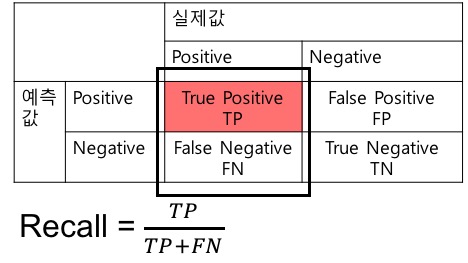 실제값
Positive Negative
예측값 Positive True Positive TP False Positive FP
Negative False Negative FN True Negative TN
Recall = TP / TP+FN